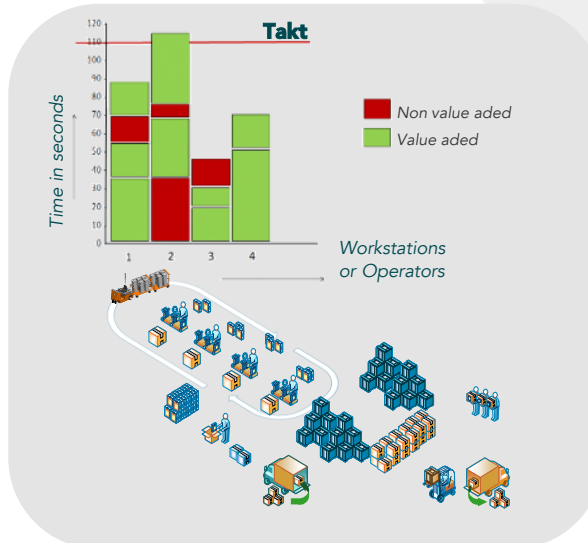 Takt
120
110
100
90
80
70
60
50
40
30
20
10
0
Time in seconds
1 2 3 4
Non value aded
Value aded
Workstations
or Operators